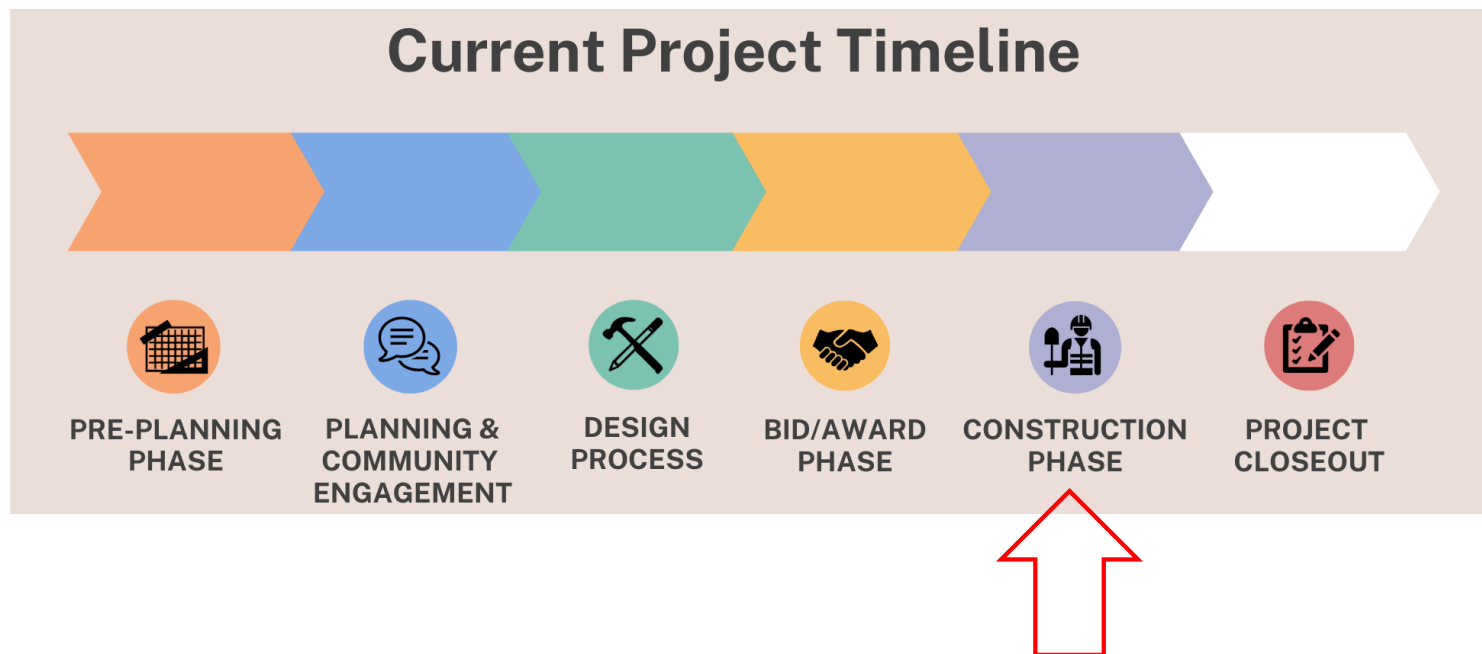 Current Project Timeline
PRE-PLANNING
PHASE
PLANNING &
COMMUNITY
ENGAGEMENT
DESIGN
PROCESS
BID/AWARD
PHASE
CONSTRUCTION
PHASE
PROJECT
CLOSEOUT